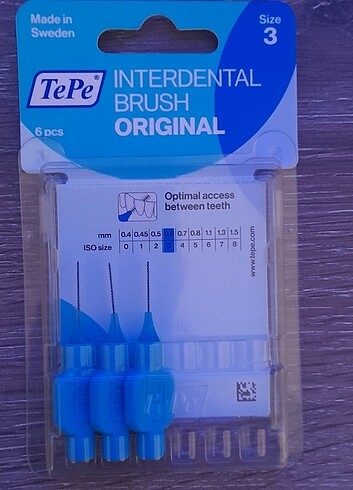 Made in
Sweden
Size
3
TePe®
INTERDENTAL
BRUSH
ORIGINAL
6 pcs
Optimal access
between teeth
mm 0.4 0.45 0.5 0.6 0.7 0.8 1.1 1.3 1.5
ISO size 0 1 2 3 4 5 6 7 8
www.tepe.com
TePe